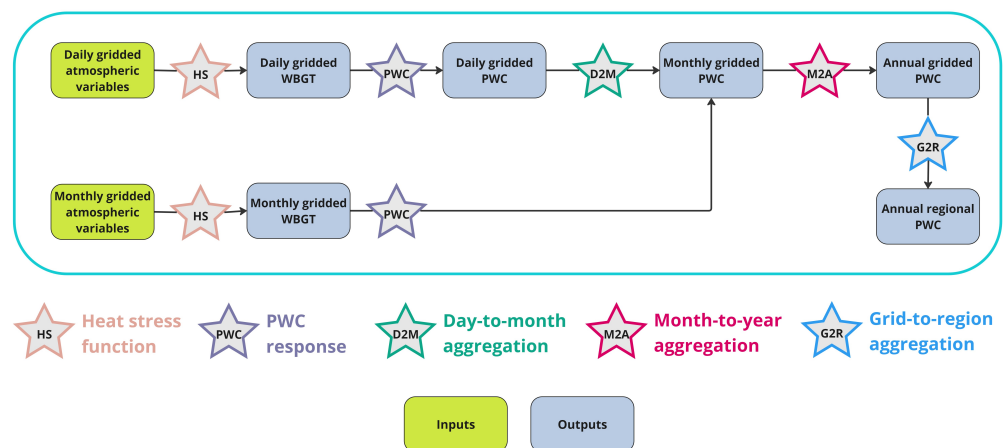 Daily gridded
atmospheric
variables
HS
Daily gridded
WBGT
PWC
Daily gridded
PWC
D2M
Monthly gridded
PWC
M2A
Annual gridded
PWC
G2R
Monthly gridded
atmospheric
variables
HS
Monthly gridded
WBGT
PWC
Annual regional
PWC
HS
Heat stress
function
PWC
PWC
response
D2M
Day-to-month
aggregation
M2A
Month-to-year
aggregation
G2R
Grid-to-region
aggregation
Inputs
Outputs